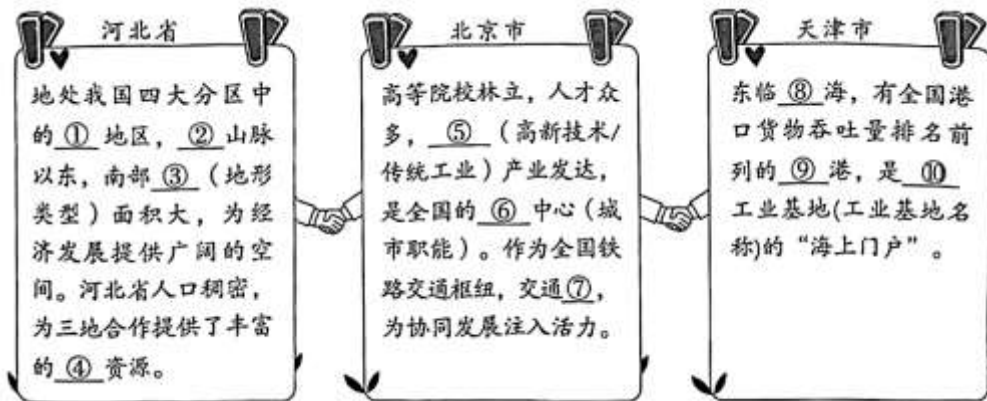 河北省
地处我国四大分区中
的 ① 地区， ② 山脉
以东，南部 ③ （地形
类型）面积大，为经
济发展提供广阔的空
间。河北省人口稠密，
为三地合作提供了丰富
的 ④ 资源。
北京市
高等院校林立，人才众
多， ⑤ （高新技术/
传统工业）产业发达，
是全国的 ⑥ 中心（城
市职能）。作为全国铁
路交通枢纽，交通⑦，
为协同发展注入活力。
天津市
东临 ⑧ 海，有全国港
口货物吞吐量排名前
列的 ⑨ 港，是 ⑩
工业基地(工业基地名
称)的“海上门户”。